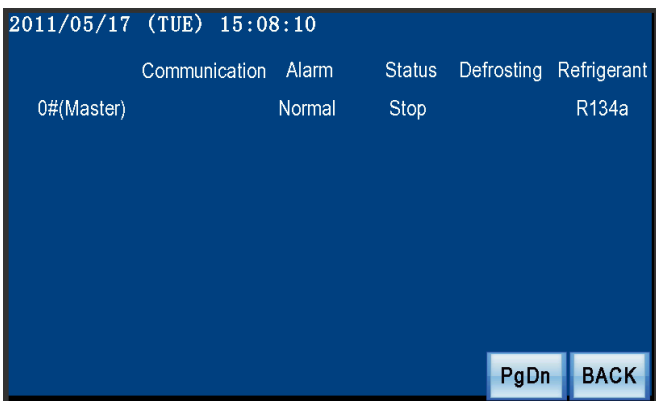 2011/05/17 (TUE) 15:08:10
Communication Alarm Status Defrosting Refrigerant
0#(Master) Normal Stop R134a
PgDn BACK